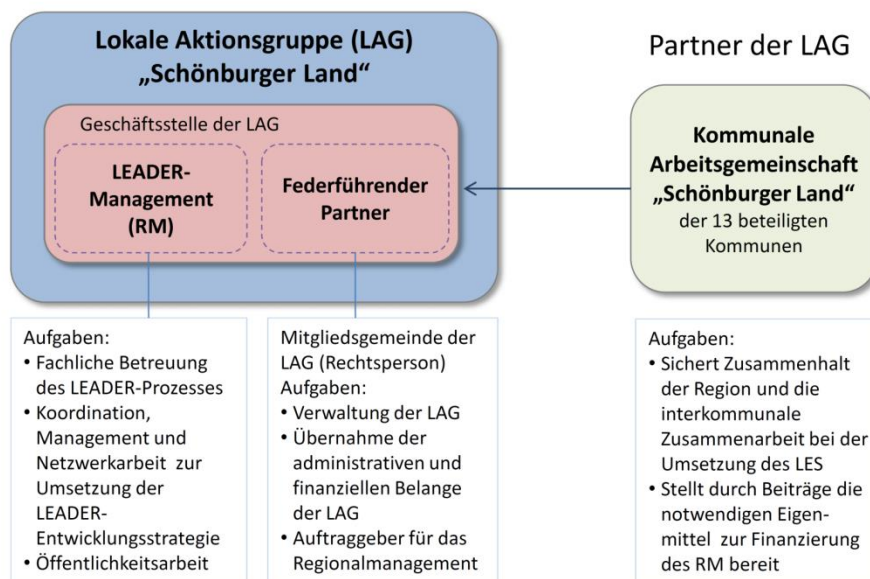 Lokale Aktionsgruppe (LAG)
„Schönburger Land“
Geschäftsstelle der LAG
LEADER-
Management
(RM)
Federführender
Partner
Partner der LAG
Kommunale
Arbeitsgemeinschaft
„Schönburger Land“
der 13 beteiligten
Kommunen
Aufgaben:
• Fachliche Betreuung
des LEADER-Prozesses
• Koordination,
Management und
Netzwerkarbeit zur
Umsetzung der
LEADER-
Entwicklungsstrategie
• Öffentlichkeitsarbeit
Mitgliedsgemeinde der
LAG (Rechtsperson)
Aufgaben:
• Verwaltung der LAG
• Übernahme der
administrativen und
finanziellen Belange
der LAG
• Auftraggeber für das
Regionalmanagement
Aufgaben:
• Sichert Zusammenhalt
der Region und die
interkommunale
Zusammenarbeit bei der
Umsetzung des LES
• Stellt durch Beiträge die
notwendigen Eigen-
mittel zur Finanzierung
des RM bereit